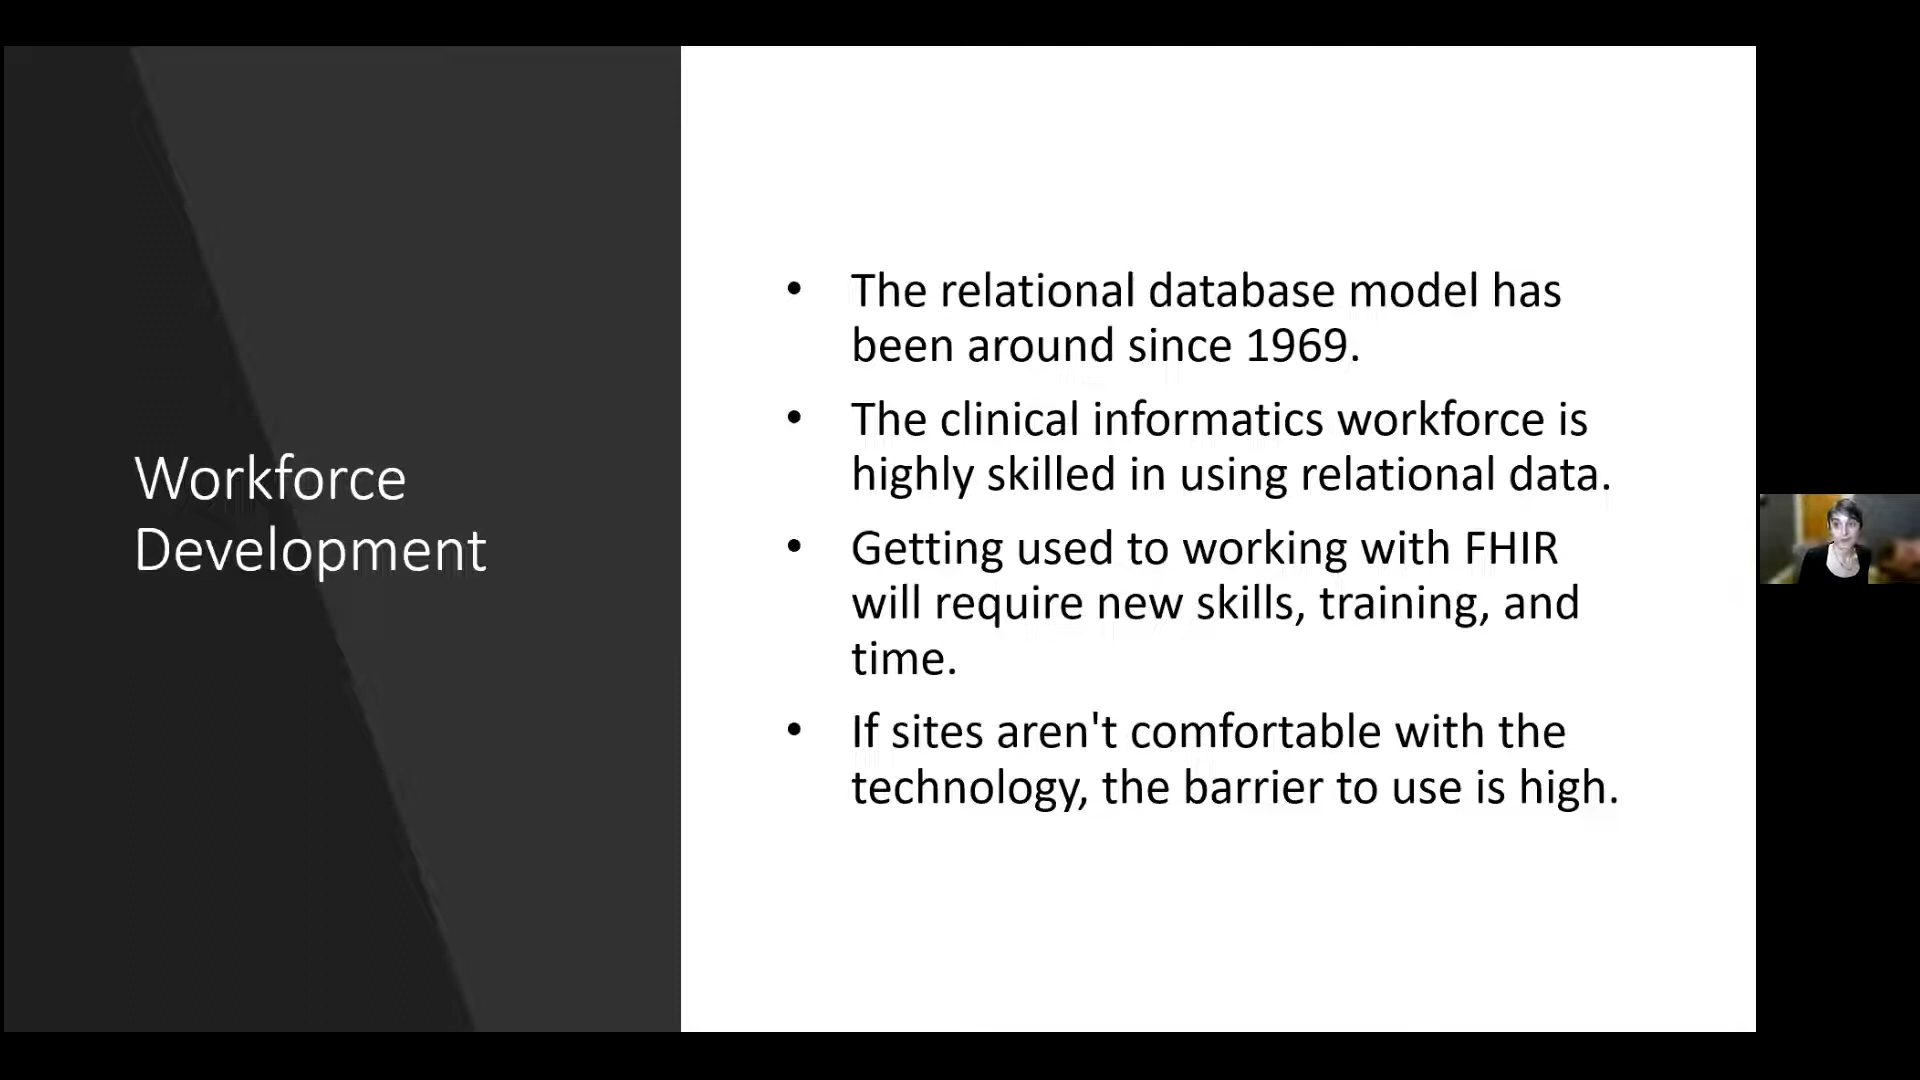 Workforce
Development
• The relational database model has
been around since 1969.
• The clinical informatics workforce is
highly skilled in using relational data.
• Getting used to working with FHIR
will require new skills, training, and
time.
• If sites aren't comfortable with the
technology, the barrier to use is high.